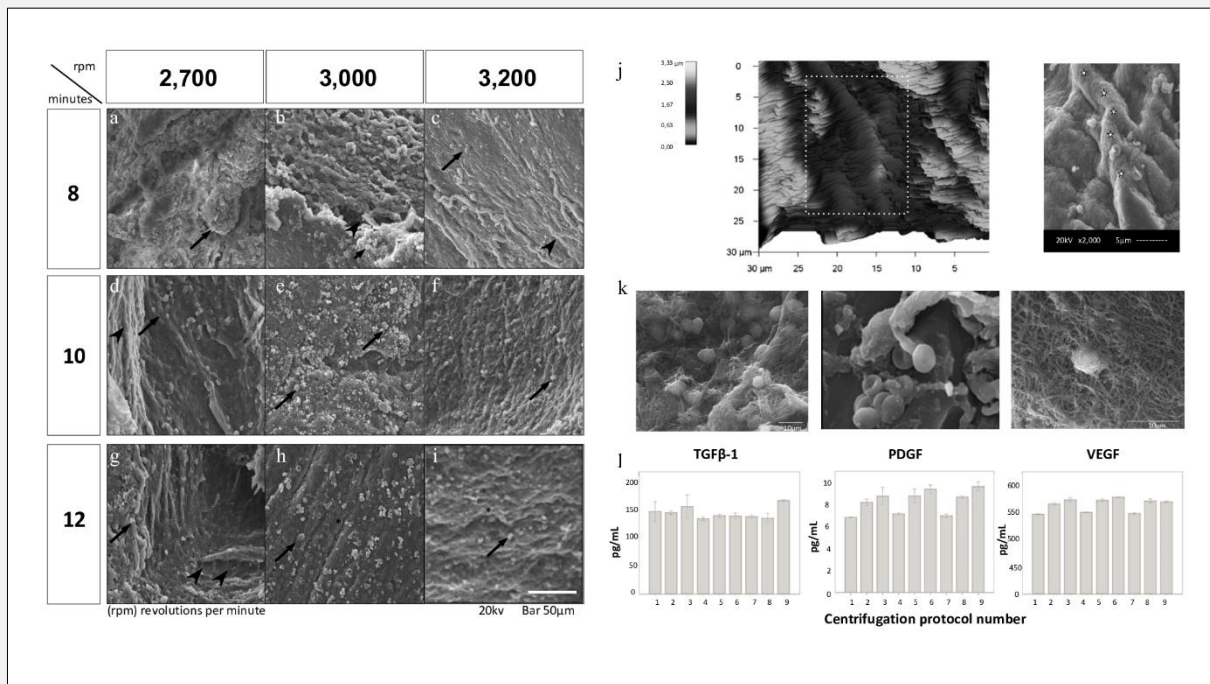 rpm
minutes
2,700
3,000
3,200
8
a
b
c
10
d
e
f
12
g
h
i
(rpm) revolutions per minute
20kv
Bar 50µm
j
3,33 µm
2,50
1,67
0,63
0,00
0
5
10
15
20
25
30 µm
30 µm
25
20
15
10
5
20kV x2,000 5µm
k
10µm
10µm
l
TGFβ-1
pg/mL
200
150
100
50
0
1 2 3 4 5 6 7 8 9
PDGF
pg/mL
10
8
6
4
2
0
1 2 3 4 5 6 7 8 9
VEGF
pg/mL
600
550
500
450
1 2 3 4 5 6 7 8 9
Centrifugation protocol number